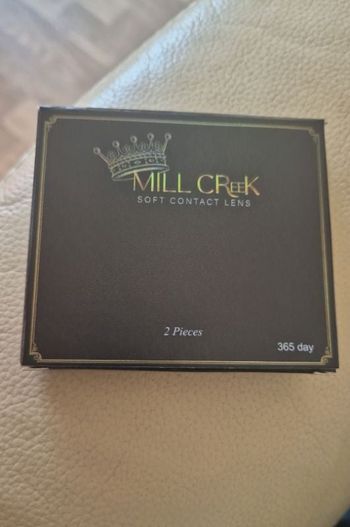 MILL CReeK
SOFT CONTACT LENS
2 Pieces
365 day